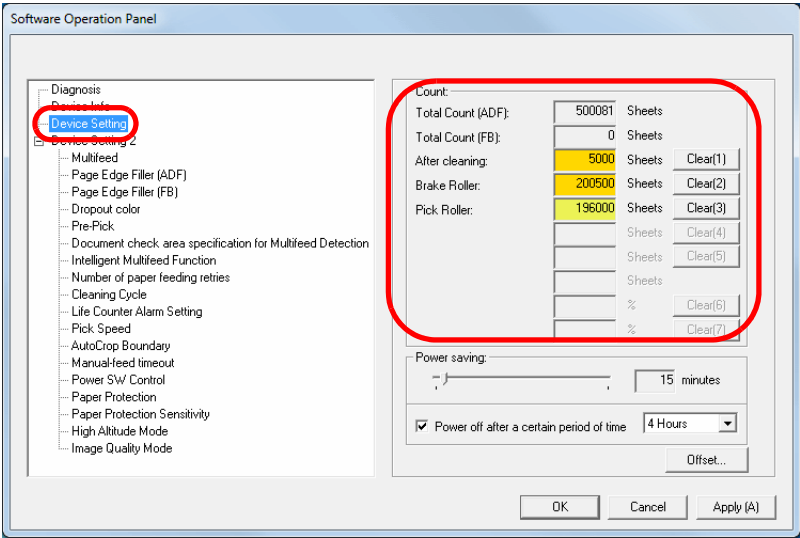 Software Operation Panel
Diagnosis
Device Info
Device Setting
Device Setting 2
Multifeed
Page Edge Filler (ADF)
Page Edge Filler (FB)
Dropout color
Pre-Pick
Document check area specification for Multifeed Detection
Intelligent Multifeed Function
Number of paper feeding retries
Cleaning Cycle
Life Counter Alarm Setting
Pick Speed
AutoCrop Boundary
Manual-feed timeout
Power SW Control
Paper Protection
Paper Protection Sensitivity
High Altitude Mode
Image Quality Mode
Count:
Total Count (ADF): 500081 Sheets
Total Count (FB): 0 Sheets
After cleaning: 5000 Sheets Clear(1)
Brake Roller: 200500 Sheets Clear(2)
Pick Roller: 196000 Sheets Clear(3)
Sheets Clear(4)
Sheets Clear(5)
Sheets
% Clear(6)
% Clear(7)
Power saving:
15 minutes
Power off after a certain period of time 4 Hours
Offset...
OK Cancel Apply (A)